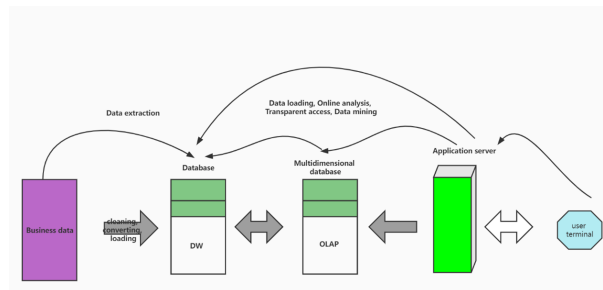 Data extraction
Data loading, Online analysis,
Transparent access, Data mining
Application server
Database
Multidimensional
database
Business data
cleaning,
converting,
loading
DW
OLAP
user
terminal